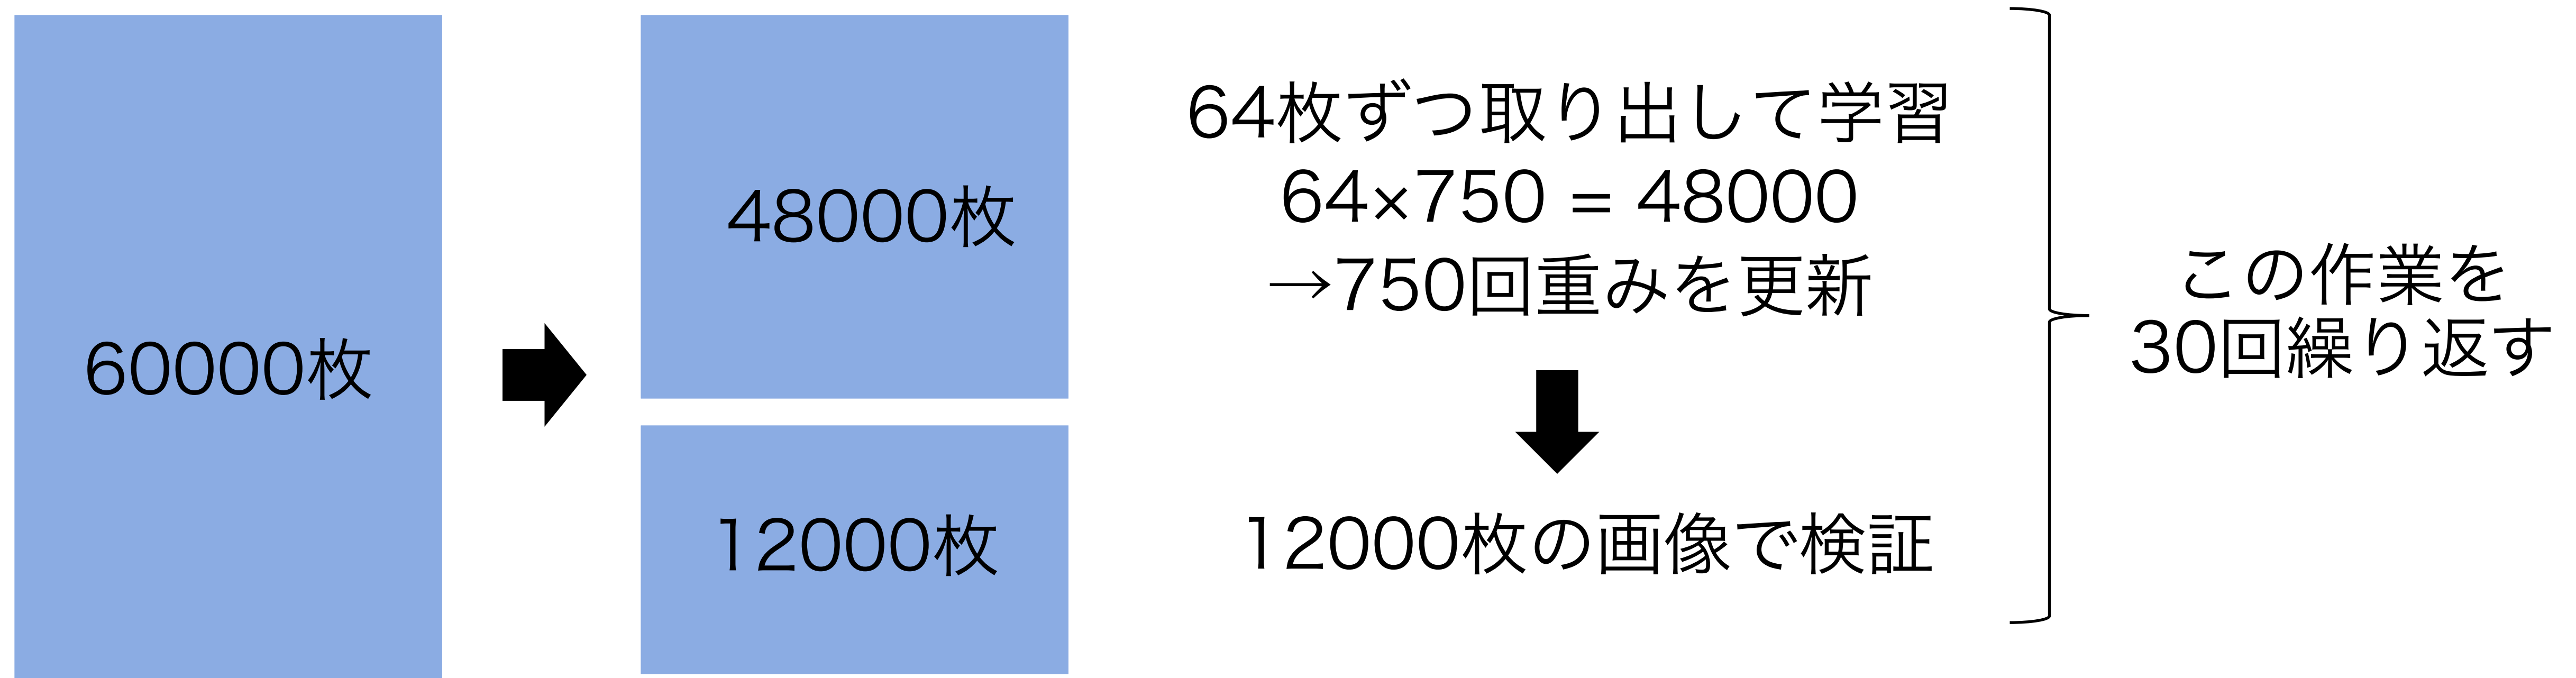 60000枚
48000枚
12000枚
64枚ずつ取り出して学習
64×750 = 48000
→750回重みを更新
12000枚の画像で検証
この作業を
30回繰り返す